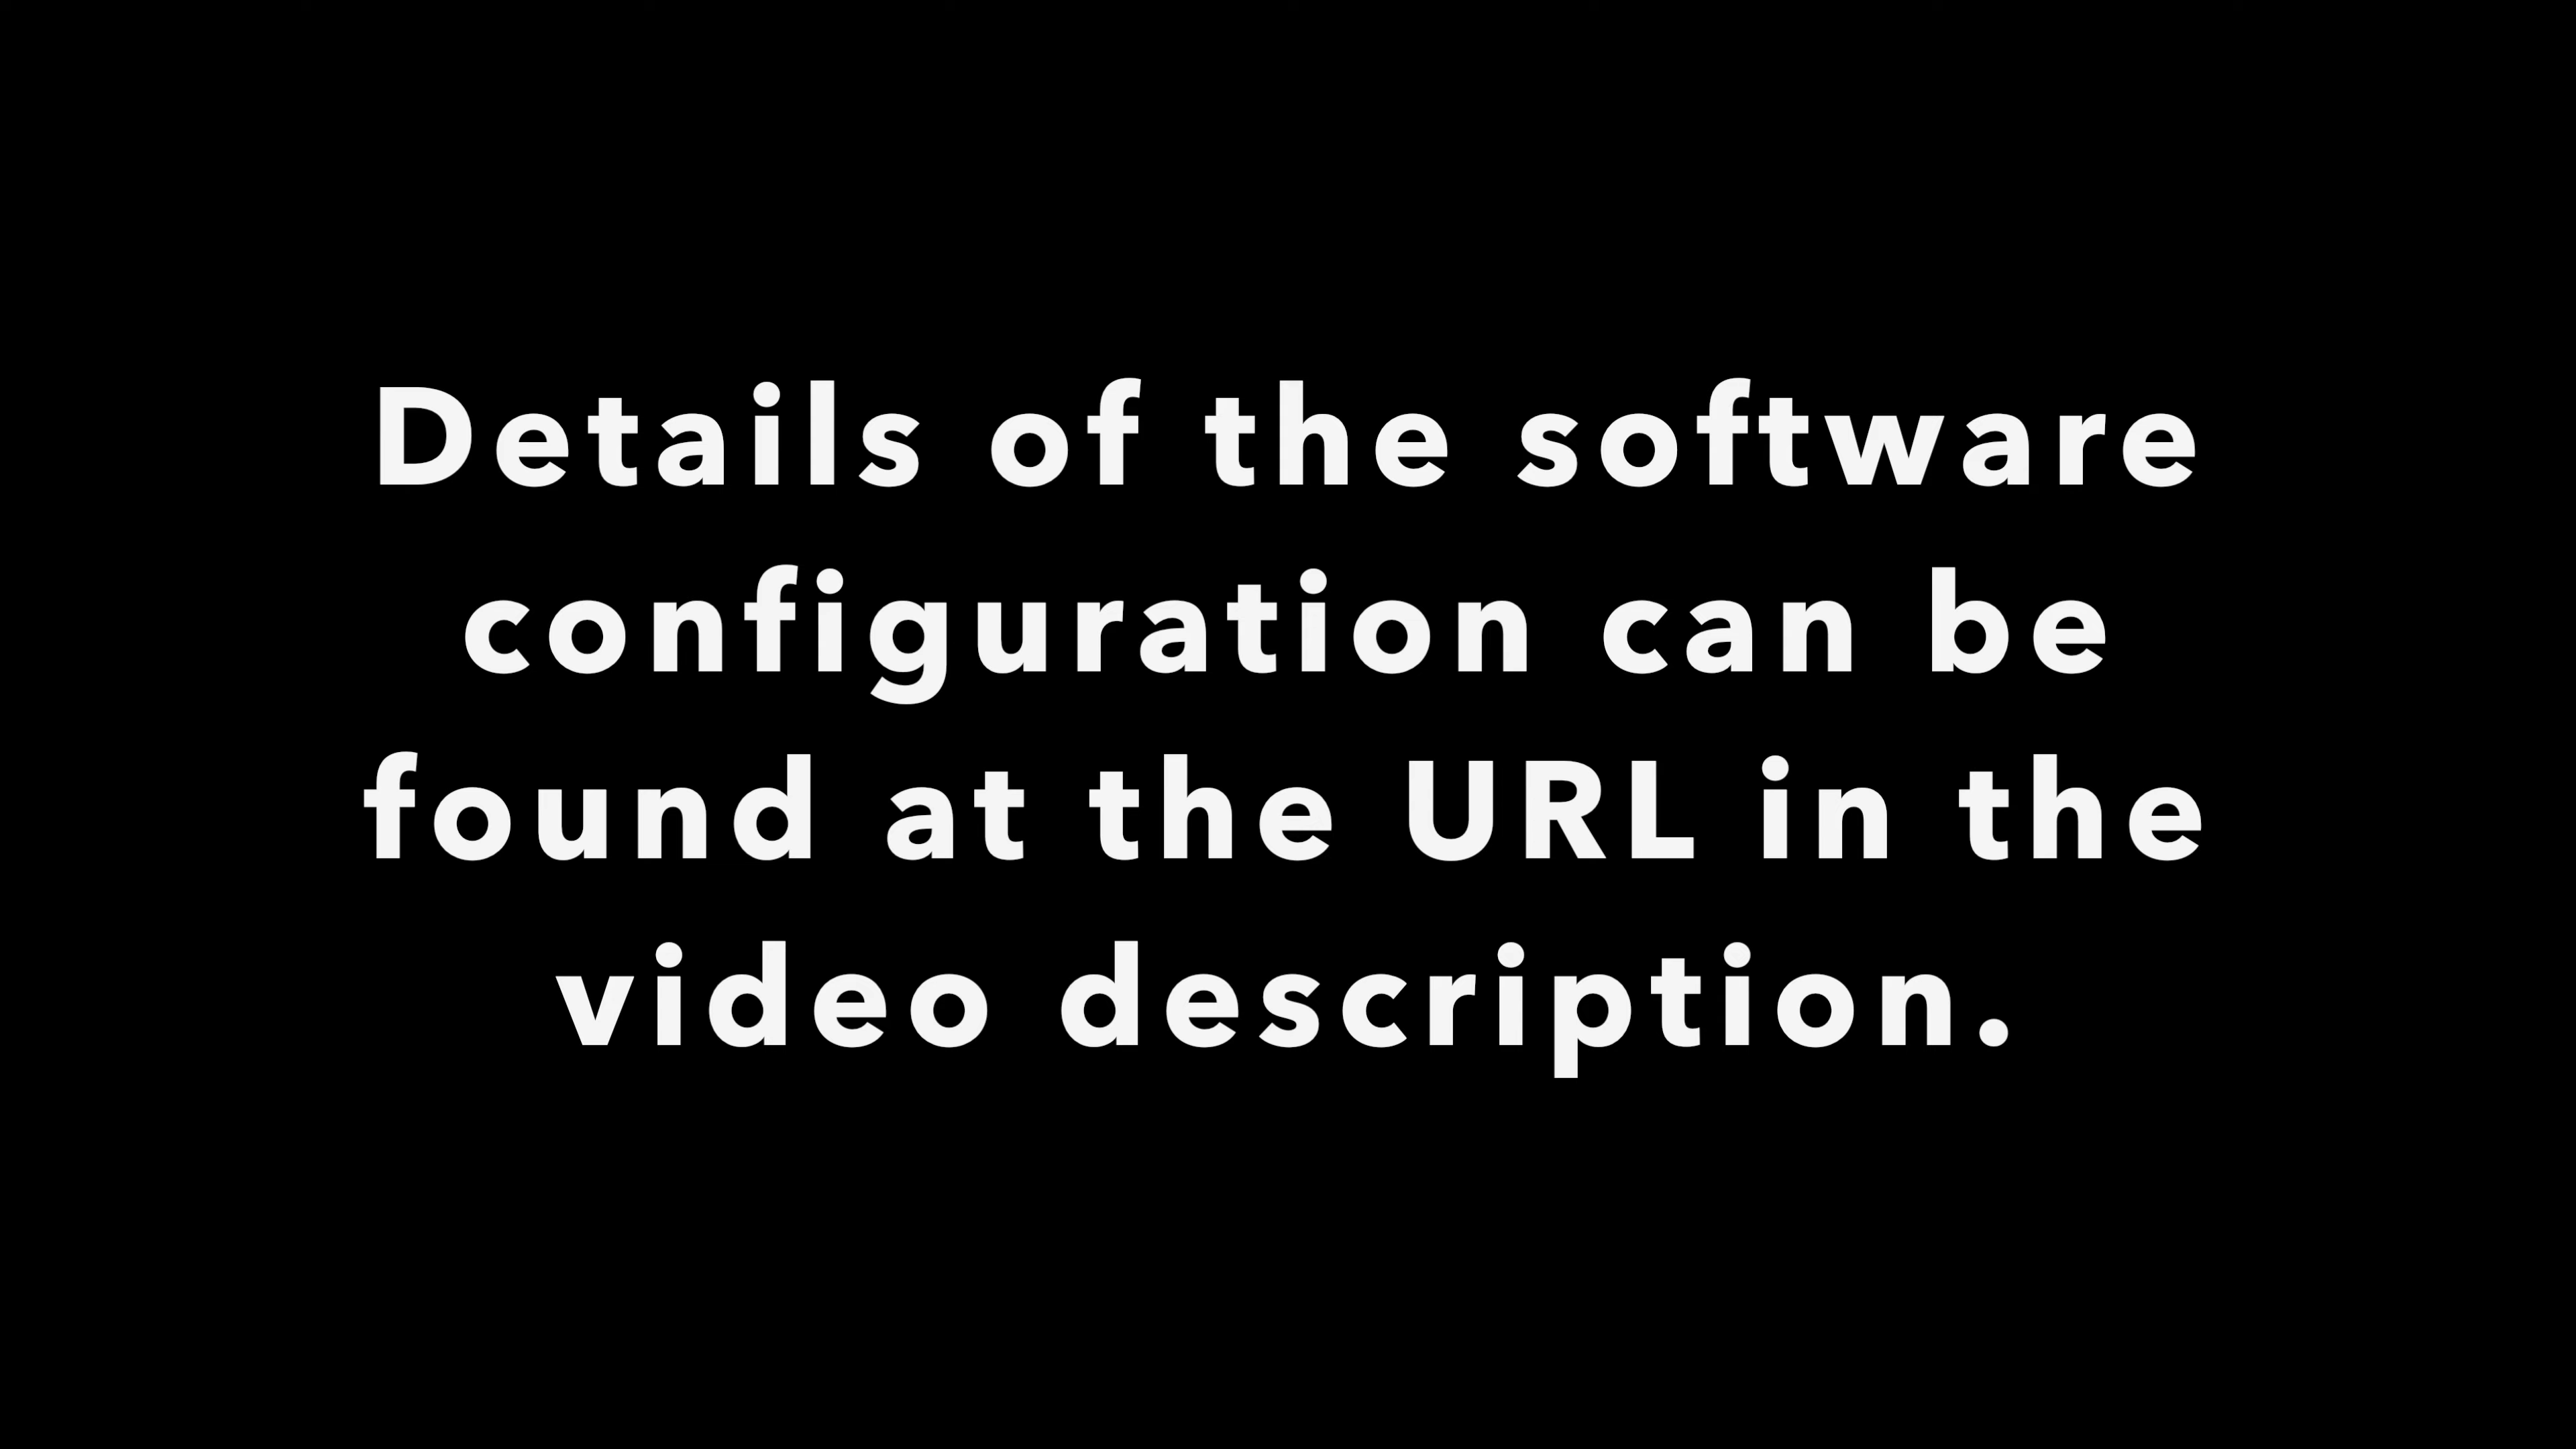 Details of the software
configuration can be
found at the URL in the
video description.